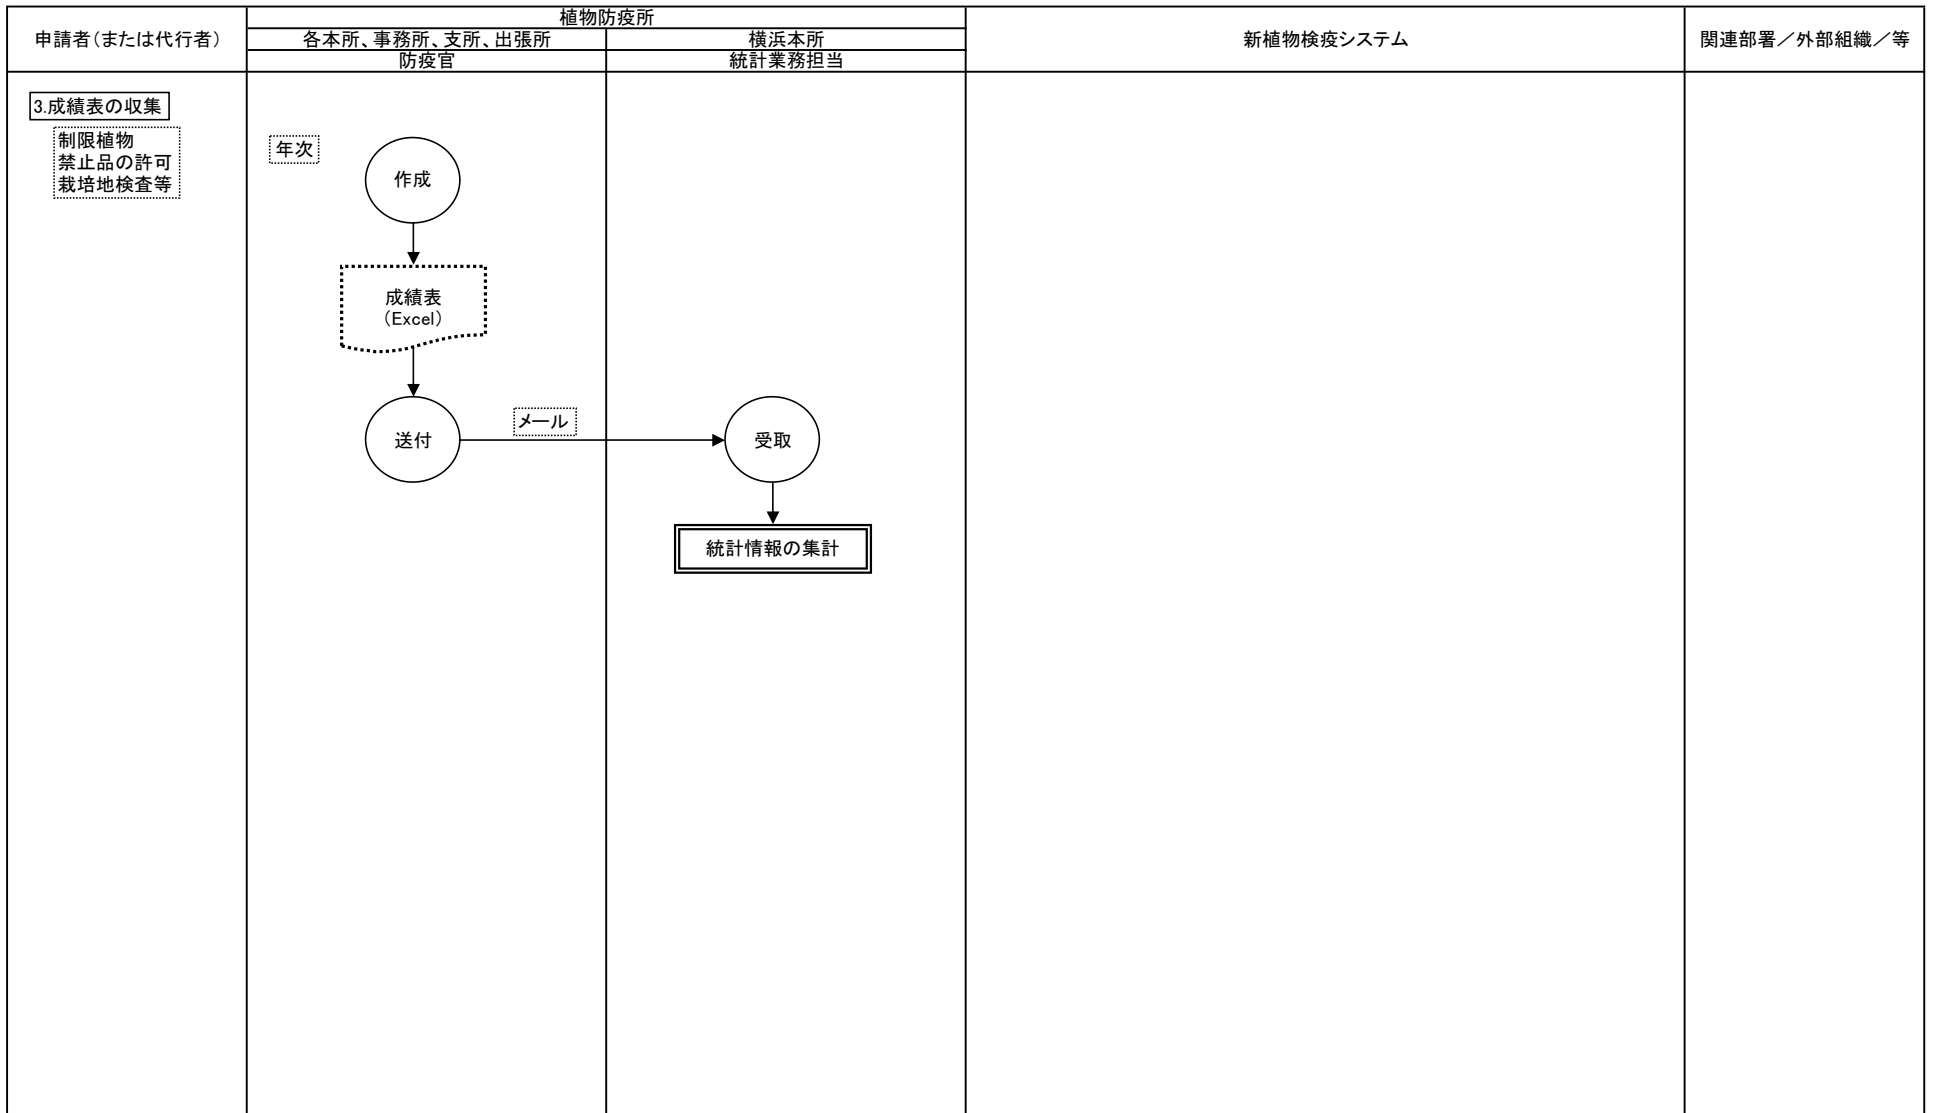 植物防疫所
申請者(または代行者)
各本所、事務所、支所、出張所
横浜本所
新植物検疫システム
関連部署/外部組織/等
防疫官
統計業務担当
3.成績表の収集
制限植物
禁止品の許可
栽培地検査等
年次
作成
成績表
(Excel)
送付
メール
受取
統計情報の集計